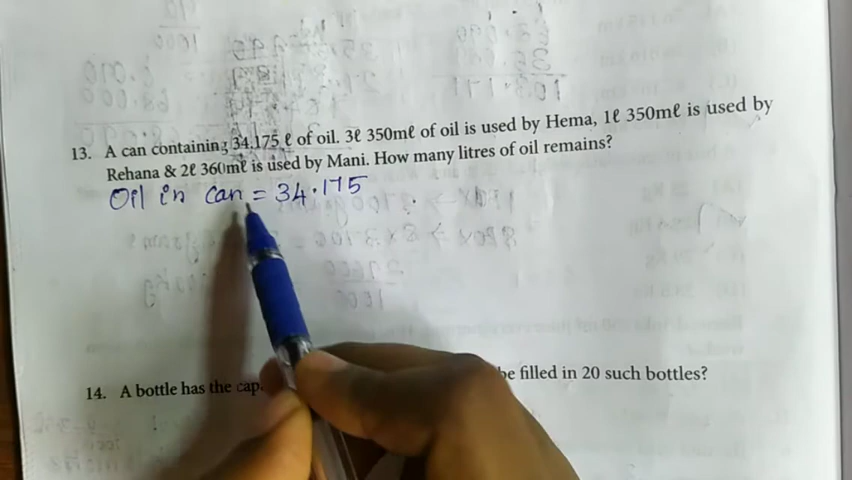 13. A can containing 34.175 ℓ of oil. 3ℓ 350mℓ of oil is used by Hema, 1ℓ 350mℓ is used by
Rehana & 2ℓ 360mℓ is used by Mani. How many litres of oil remains?
Oil in can = 34.175
14. A bottle has the cap be filled in 20 such bottles?